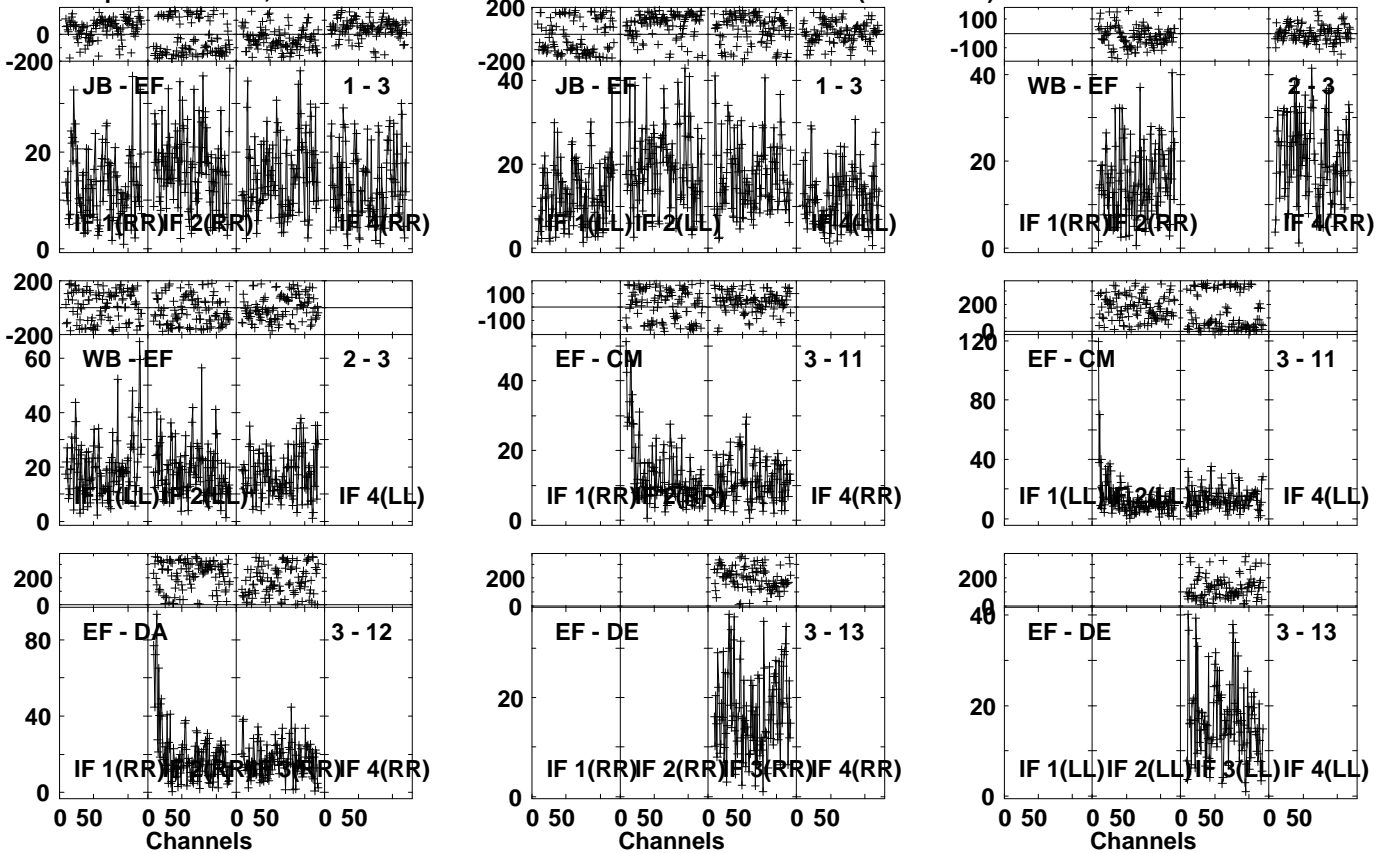 200
0
-200
JB - EF
1 - 3
20
0
IF 1(RR) IF 2(RR) IF 4(RR)
200
-200
JB - EF
1 - 3
40
20
0
IF 1(LL) IF 2(LL) IF 4(LL)
100
-100
WB - EF
2 - 3
40
20
0
IF 1(RR) IF 2(RR) IF 4(RR)
200
-200
WB - EF
2 - 3
60
40
20
0
IF 1(LL) IF 2(LL) IF 4(LL)
100
-100
EF - CM
3 - 11
40
20
0
IF 1(RR) IF 2(RR) IF 4(RR)
200
0
EF - CM
3 - 11
120
80
40
0
IF 1(LL) IF 2(LL) IF 4(LL)
200
0
EF - DA
3 - 12
80
40
0
IF 1(RR) IF 2(RR) IF 3(RR) IF 4(RR)
0 50 0 50 0 50 0 50
Channels
200
0
EF - DE
3 - 13
20
0
IF 1(RR) IF 2(RR) IF 3(RR) IF 4(RR)
0 50 0 50 0 50 0 50
Channels
200
0
EF - DE
3 - 13
40
20
0
IF 1(LL) IF 2(LL) IF 3(LL) IF 4(LL)
0 50 0 50 0 50 0 50
Channels